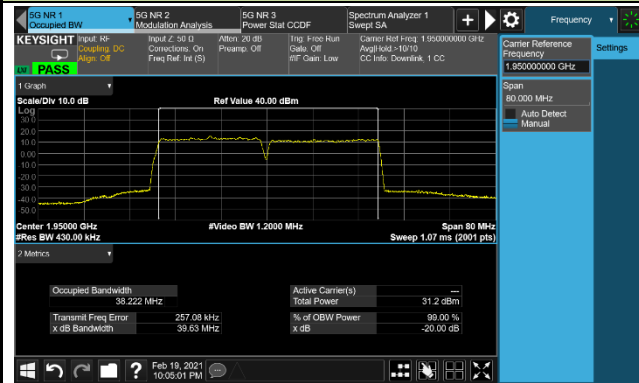 5G NR 1
Occupied BW
5G NR 2
Modulation Analysis
5G NR 3
Power Stat CCDF
Spectrum Analyzer 1
Swept SA
Frequency
KEYSIGHT
Input: RF
Coupling: DC
Align: Off
Input Z: 50 Ω
Corrections: On
Freq Ref: Int (S)
Atten: 20 dB
Preamp: Off
Trig: Free Run
Gate: Off
#IF Gain: Low
Carrier Ref Freq: 1.950000000 GHz
Avg|Hold:>10/10
CC Info: Downlink, 1 CC
PASS
Carrier Reference Frequency
1.950000000 GHz
Settings
Span
80.000 MHz
Auto Detect
Manual
1 Graph
Scale/Div 10.0 dB
Ref Value 40.00 dBm
Log
30.0
20.0
10.0
0.00
-10.0
-20.0
-30.0
-40.0
-50.0
Center 1.95000 GHz
#Video BW 1.2000 MHz
Span 80 MHz
#Res BW 430.00 kHz
Sweep 1.07 ms (2001 pts)
2 Metrics
Occupied Bandwidth
38.222 MHz
Active Carrier(s)
---
Total Power
31.2 dBm
Transmit Freq Error
257.08 kHz
% of OBW Power
99.00 %
x dB Bandwidth
39.63 MHz
x dB
-20.00 dB
?
Feb 19, 2021
10:05:01 PM